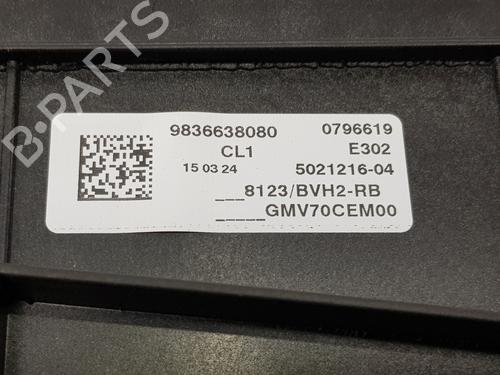 9836638080 0796619
CL1 E302
15 03 24 5021216-04
___8123/BVH2-RB
_____GMV70CEM00
B-PARTS